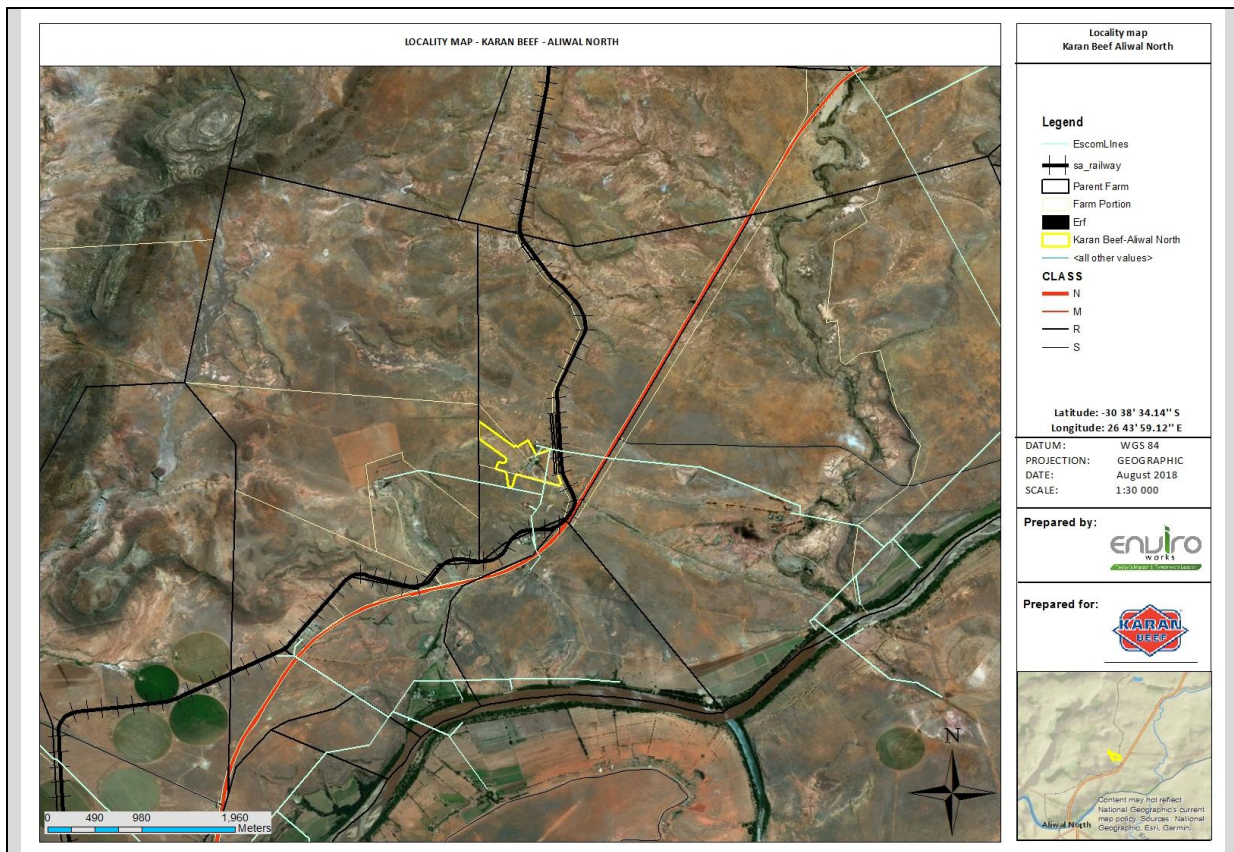 LOCALITY MAP - KARAN BEEF - ALIWAL NORTH
N
0 490 980 1,960
Meters
Locality map
Karan Beef Aliwal North
Legend
EscomLInes
sa_railway
Parent Farm
Farm Portion
Erf
Karan Beef-Aliwal North
<all other values>
CLASS
N
M
R
S
Latitude: -30 38' 34.14'' S
Longitude: 26 43' 59.12'' E
DATUM: WGS 84
PROJECTION: GEOGRAPHIC
DATE: August 2018
SCALE: 1:30 000
Prepared by:
enviro
works
Prepared for:
KARAN
BEEF
Content may not reflect
National Geographic's current
map policy. Sources: National
Geographic, Esri, Garmin,
Aliwal North